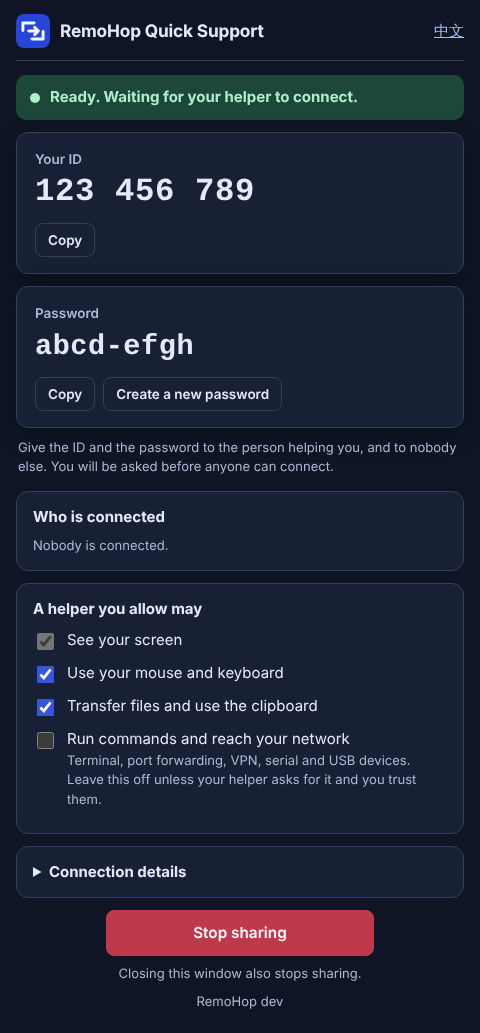 RemoHop Quick Support
中文
Ready. Waiting for your helper to connect.
Your ID
123 456 789
Copy
Password
abcd-efgh
Copy
Create a new password
Give the ID and the password to the person helping you, and to nobody
else. You will be asked before anyone can connect.
Who is connected
Nobody is connected.
A helper you allow may
See your screen
Use your mouse and keyboard
Transfer files and use the clipboard
Run commands and reach your network
Terminal, port forwarding, VPN, serial and USB devices.
Leave this off unless your helper asks for it and you trust
them.
Connection details
Stop sharing
Closing this window also stops sharing.
RemoHop dev